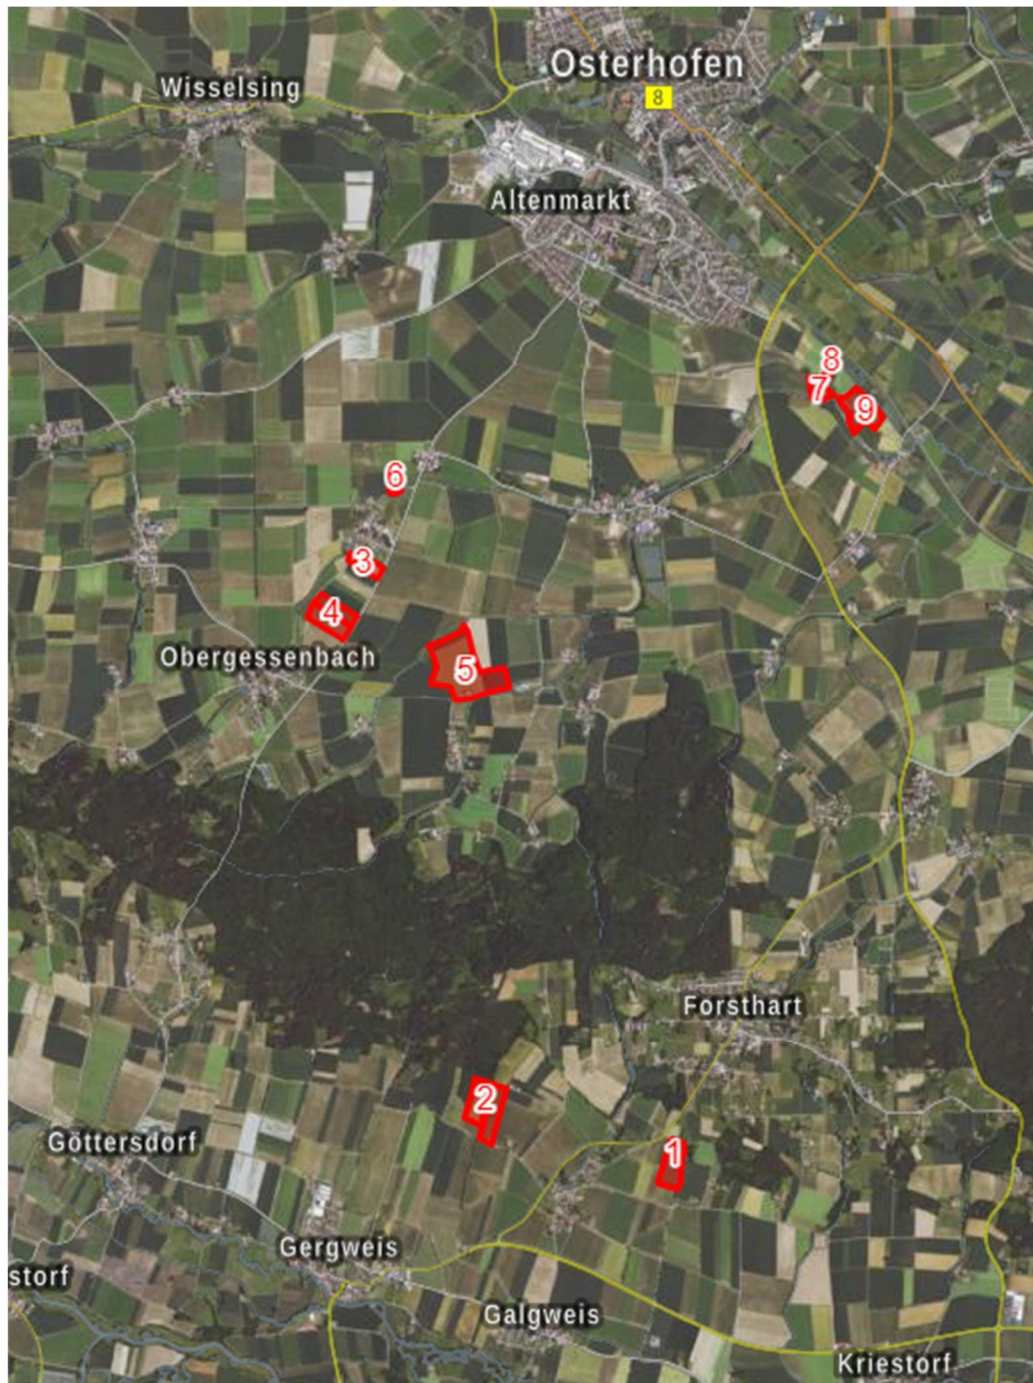 Osterhofen
Wisselsing
8
Altenmarkt
8
7
9
6
3
4
Obergessenbach
5
Forsthart
2
1
Göttersdorf
Gergweis
storf
Galgweis
Kriestorf